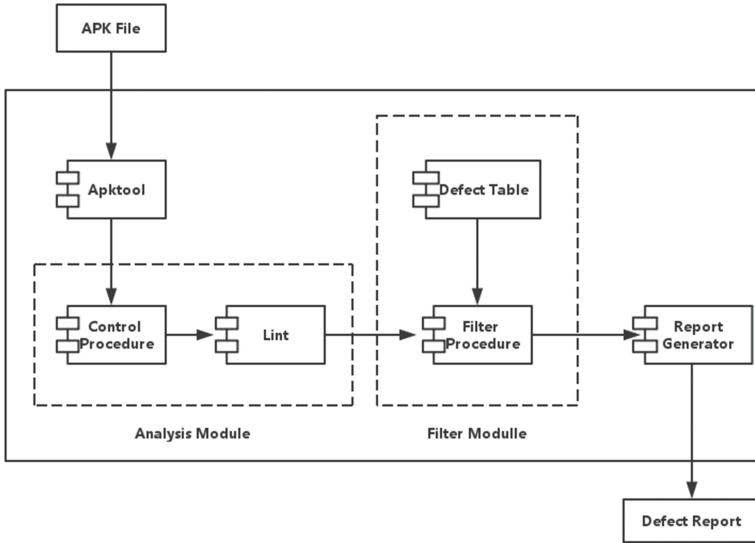 APK File
Apktool
Defect Table
Control
Procedure
Lint
Filter
Procedure
Report
Generator
Analysis Module
Filter Modulle
Defect Report